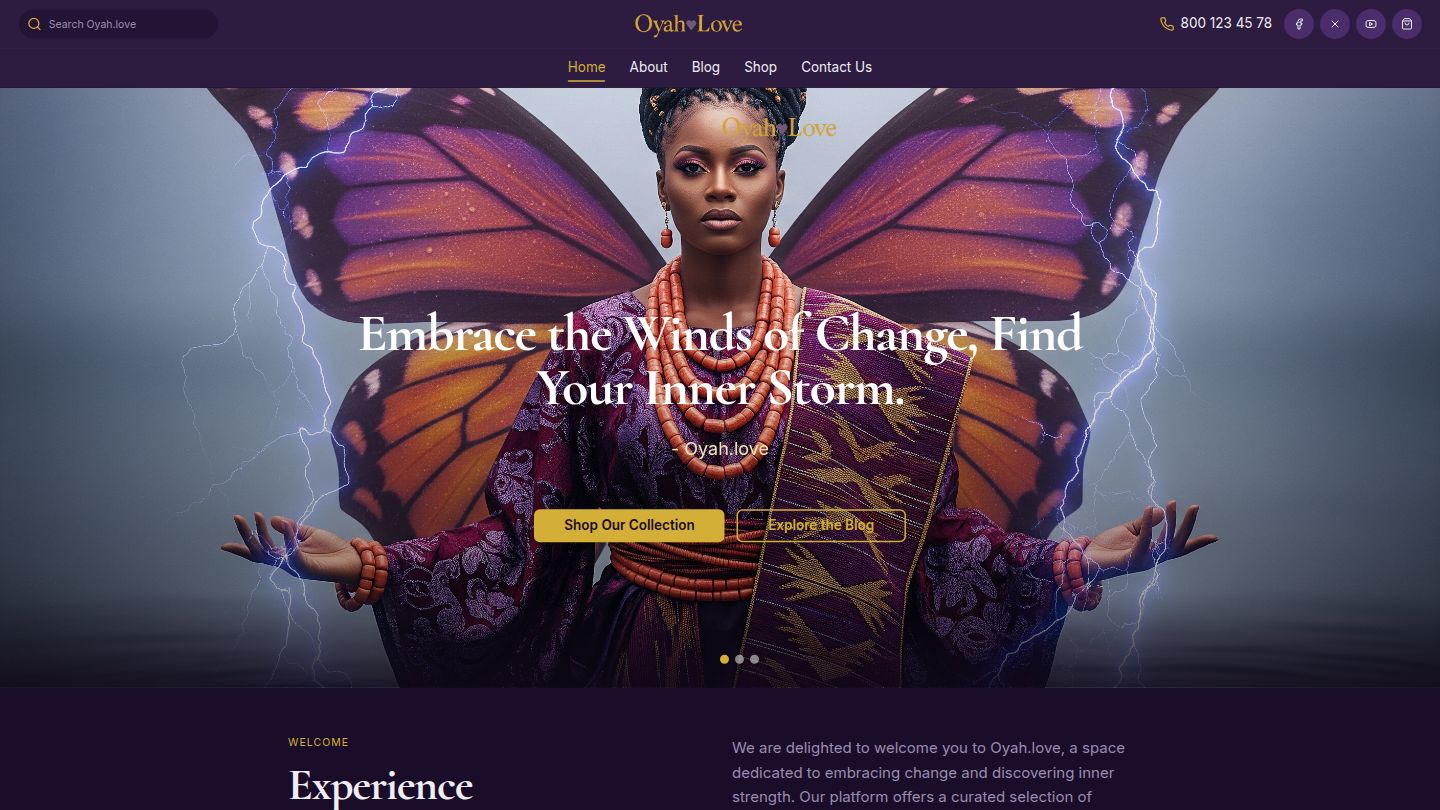 Search Oyah.love
Oyah♥Love
800 123 45 78
Home About Blog Shop Contact Us
Oyah♥Love
Embrace the Winds of Change, Find
Your Inner Storm.
- Oyah.love
Shop Our Collection Explore the Blog
WELCOME
Experience
We are delighted to welcome you to Oyah.love, a space
dedicated to embracing change and discovering inner
strength. Our platform offers a curated selection of